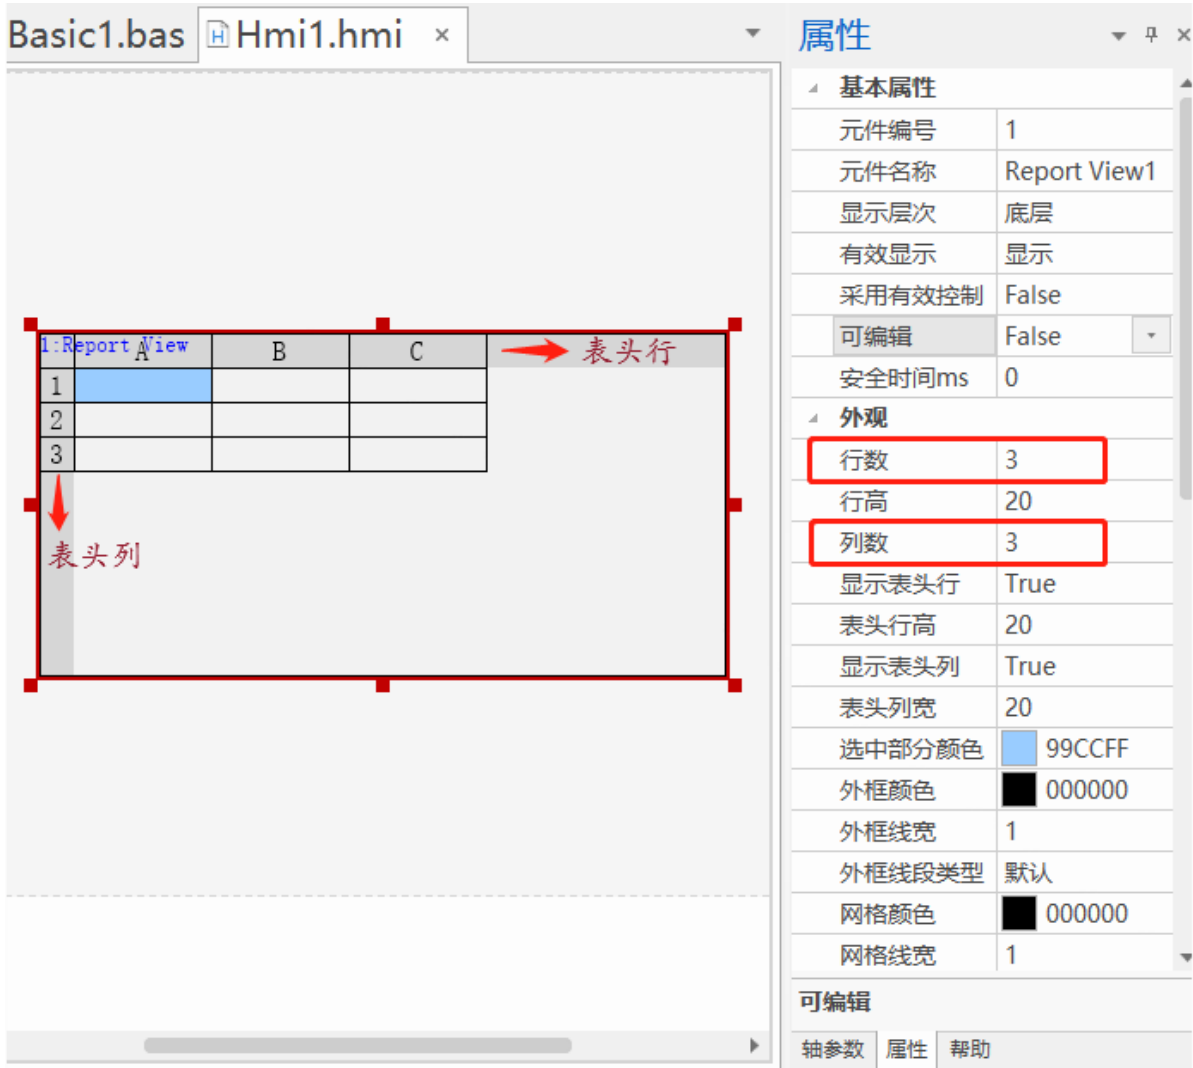 Basic1.bas
Hmi1.hmi ×
1:Report View
A B C
表头行
1
2
3
表头列
属性
基本属性
元件编号 1
元件名称 Report View1
显示层次 底层
有效显示 显示
采用有效控制 False
可编辑 False
安全时间ms 0
外观
行数 3
行高 20
列数 3
显示表头行 True
表头行高 20
显示表头列 True
表头列宽 20
选中部分颜色 99CCFF
外框颜色 000000
外框线宽 1
外框线段类型 默认
网格颜色 000000
网格线宽 1
可编辑
轴参数 属性 帮助